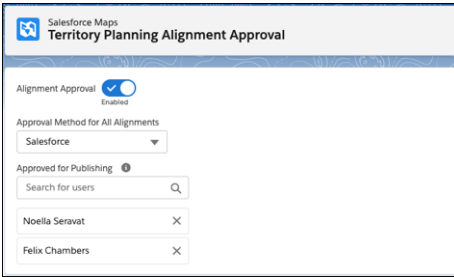 Salesforce Maps
Territory Planning Alignment Approval
Alignment Approval
Enabled
Approval Method for All Alignments
Salesforce
Approved for Publishing
Search for users
Noella Seravat
Felix Chambers